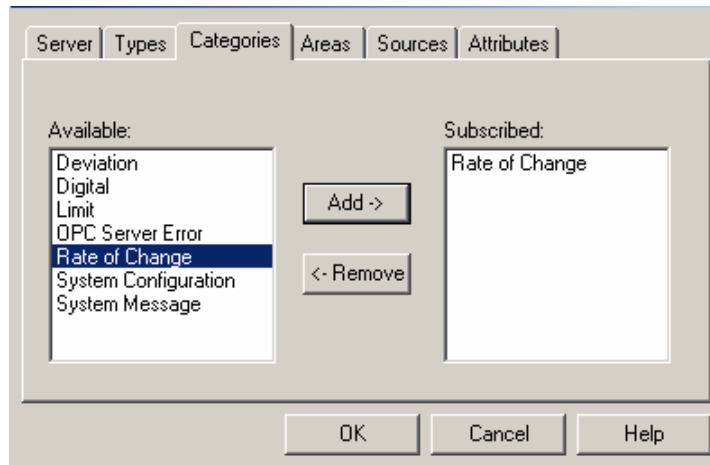 Server Types Categories Areas Sources Attributes
Available: Subscribed:
Deviation Rate of Change
Digital
Limit
Add ->
OPC Server Error
Rate of Change
<- Remove
System Configuration
System Message
OK Cancel Help